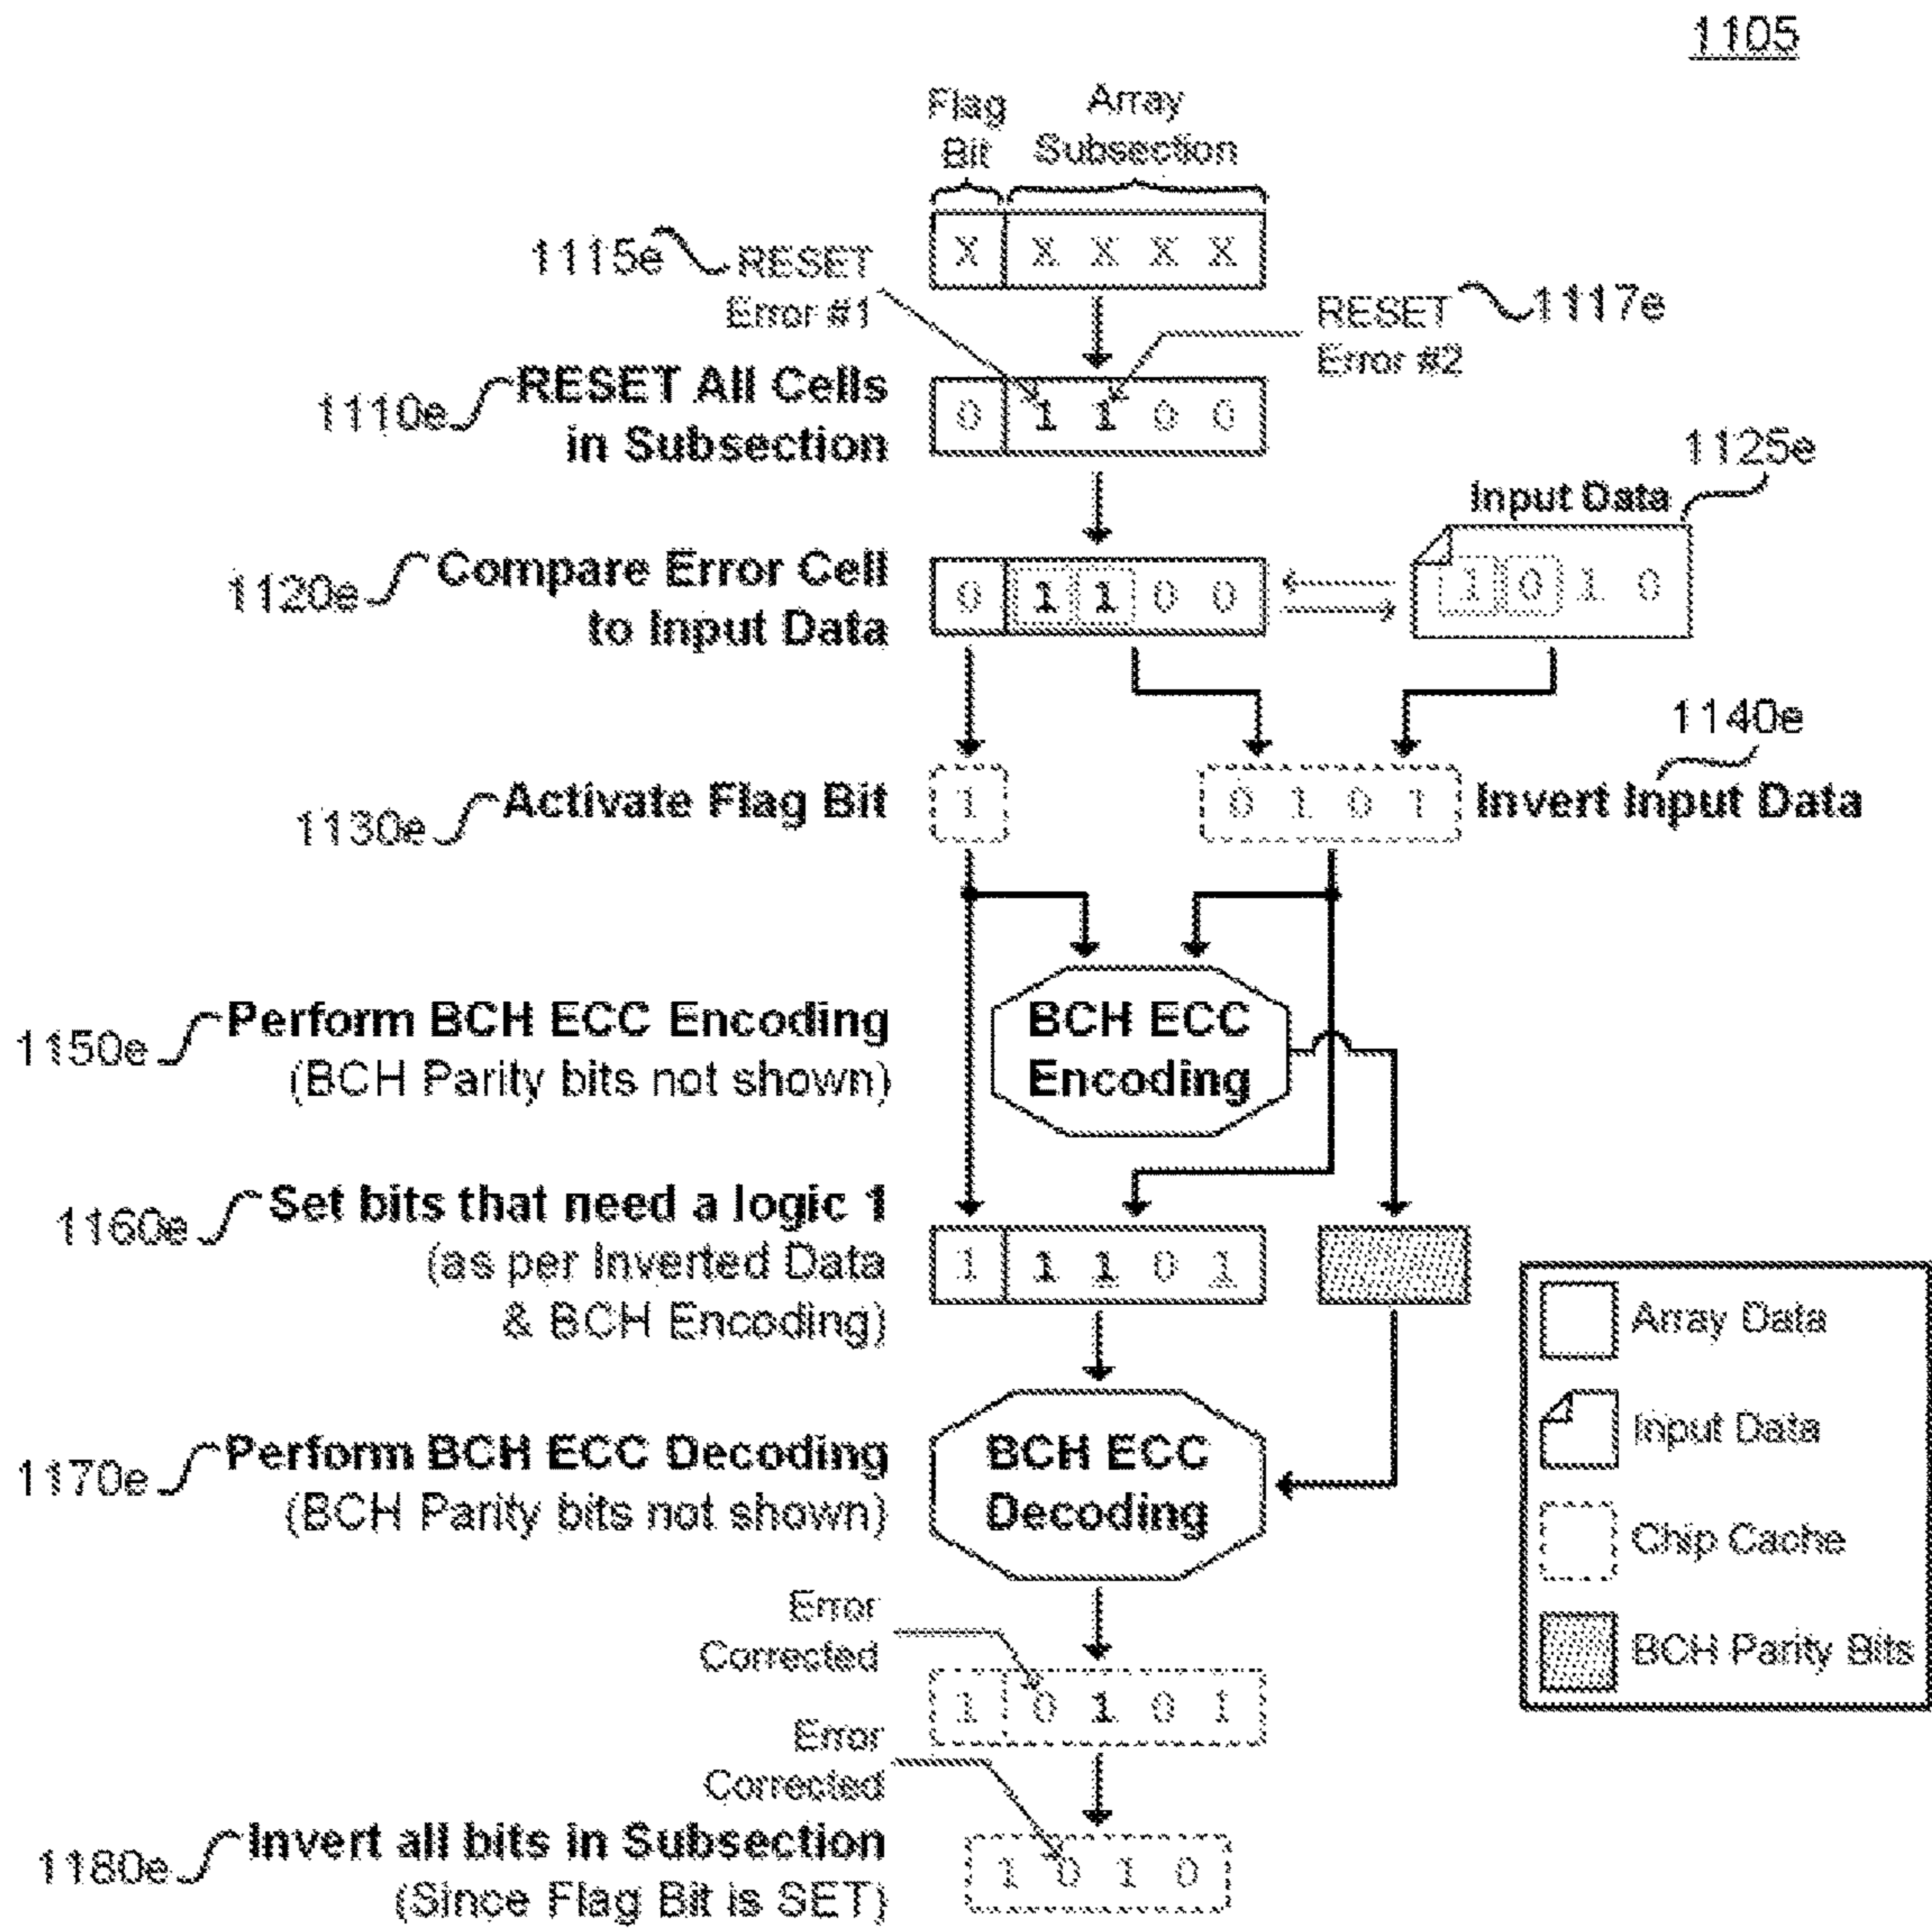 1105
Flag
Bit
Array
Subsection
X X X X X
1115e
RESET
Error #1
RESET
Error #2
1117e
1110e
RESET All Cells
in Subsection
0 1 1 0 0
1125e
Input Data
1120e
Compare Error Cell
to Input Data
0 1 1 0 0
1 0 1 0
1140e
1130e
Activate Flag Bit
1
0 1 0 1
Invert Input Data
1150e
Perform BCH ECC Encoding
(BCH Parity bits not shown)
BCH ECC
Encoding
1160e
Set bits that need a logic 1
(as per Inverted Data
& BCH Encoding)
1 1 1 0 1
1170e
Perform BCH ECC Decoding
(BCH Parity bits not shown)
BCH ECC
Decoding
Array Data
Input Data
Chip Cache
BCH Parity Bits
Error
Corrected
1 0 1 0 1
Error
Corrected
1180e
Invert all bits in Subsection
(Since Flag Bit is SET)
1 0 1 0